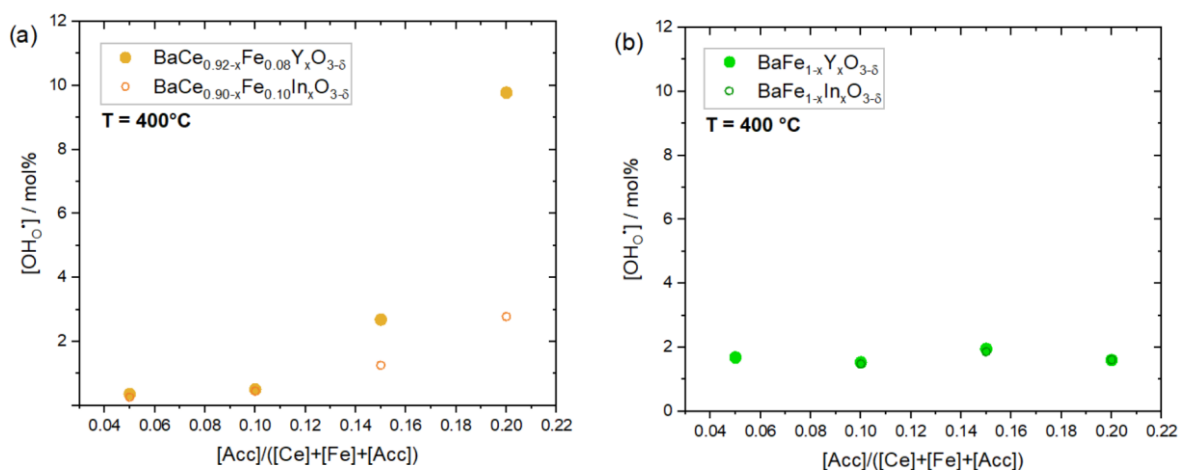 (a)
BaCe0.92-xFe0.08YxO3-δ
BaCe0.90-xFe0.10InxO3-δ
T = 400°C
[OHO•] / mol%
12
10
8
6
4
2
0.04 0.06 0.08 0.10 0.12 0.14 0.16 0.18 0.20 0.22
[Acc]/([Ce]+[Fe]+[Acc])
(b)
BaFe1-xYxO3-δ
BaFe1-xInxO3-δ
T = 400 °C
[OHO•] / mol%
12
10
8
6
4
2
0
0.04 0.06 0.08 0.10 0.12 0.14 0.16 0.18 0.20 0.22
[Acc]/([Ce]+[Fe]+[Acc])